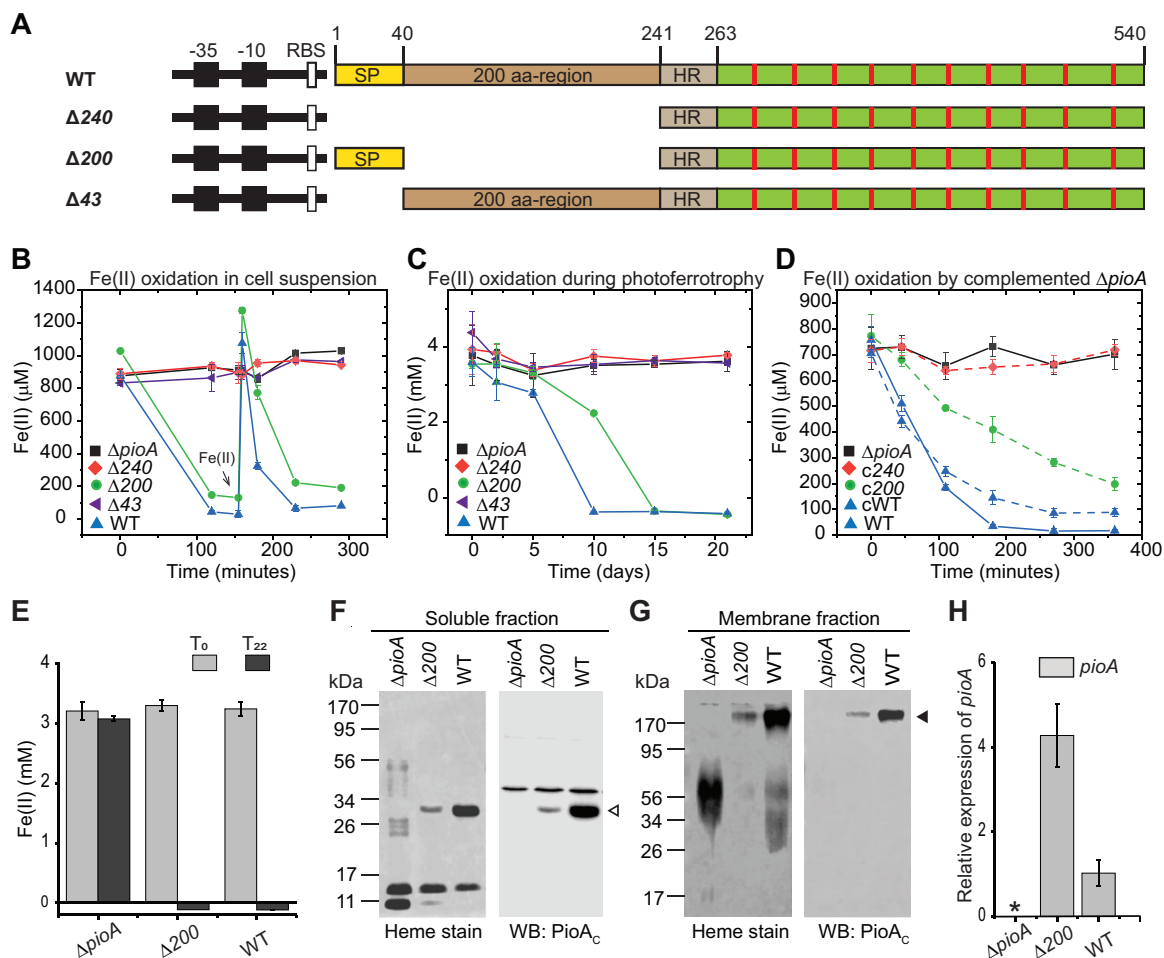 A
-35 -10 RBS 1 40 241 263 540
WT SP 200 aa-region HR
Δ240 HR
Δ200 SP HR
Δ43 200 aa-region HR
B
Fe(II) oxidation in cell suspension
Fe(II) (μM)
1400
1200
1000
800
600
400
200
0
Fe(II)
ΔpioA
Δ240
Δ200
Δ43
WT
0 100 200 300
Time (minutes)
C
Fe(II) oxidation during photoferrotrophy
Fe(II) (mM)
4
2
0
ΔpioA
Δ240
Δ200
Δ43
WT
0 5 10 15 20
Time (days)
D
Fe(II) oxidation by complemented ΔpioA
Fe(II) (μM)
900
800
700
600
500
400
300
200
100
0
ΔpioA
c240
c200
cWT
WT
0 100 200 300 400
Time (minutes)
E
T₀ T₂₂
Fe(II) (mM)
4
3
2
1
0
ΔpioA Δ200 WT
F
Soluble fraction
ΔpioA Δ200 WT ΔpioA Δ200 WT
kDa
170
95
56
34
26
17
11
Heme stain WB: PioAC
G
Membrane fraction
ΔpioA Δ200 WT ΔpioA Δ200 WT
kDa
170
95
56
34
26
17
Heme stain WB: PioAC
H
pioA
Relative expression of pioA
6
4
2
0
*
ΔpioA Δ200 WT